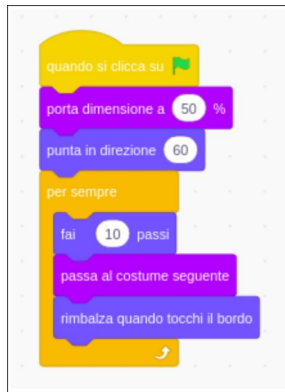 quando si clicca su
porta dimensione a 50 %
punta in direzione 60
per sempre
fai 10 passi
passa al costume seguente
rimbalza quando tocchi il bordo